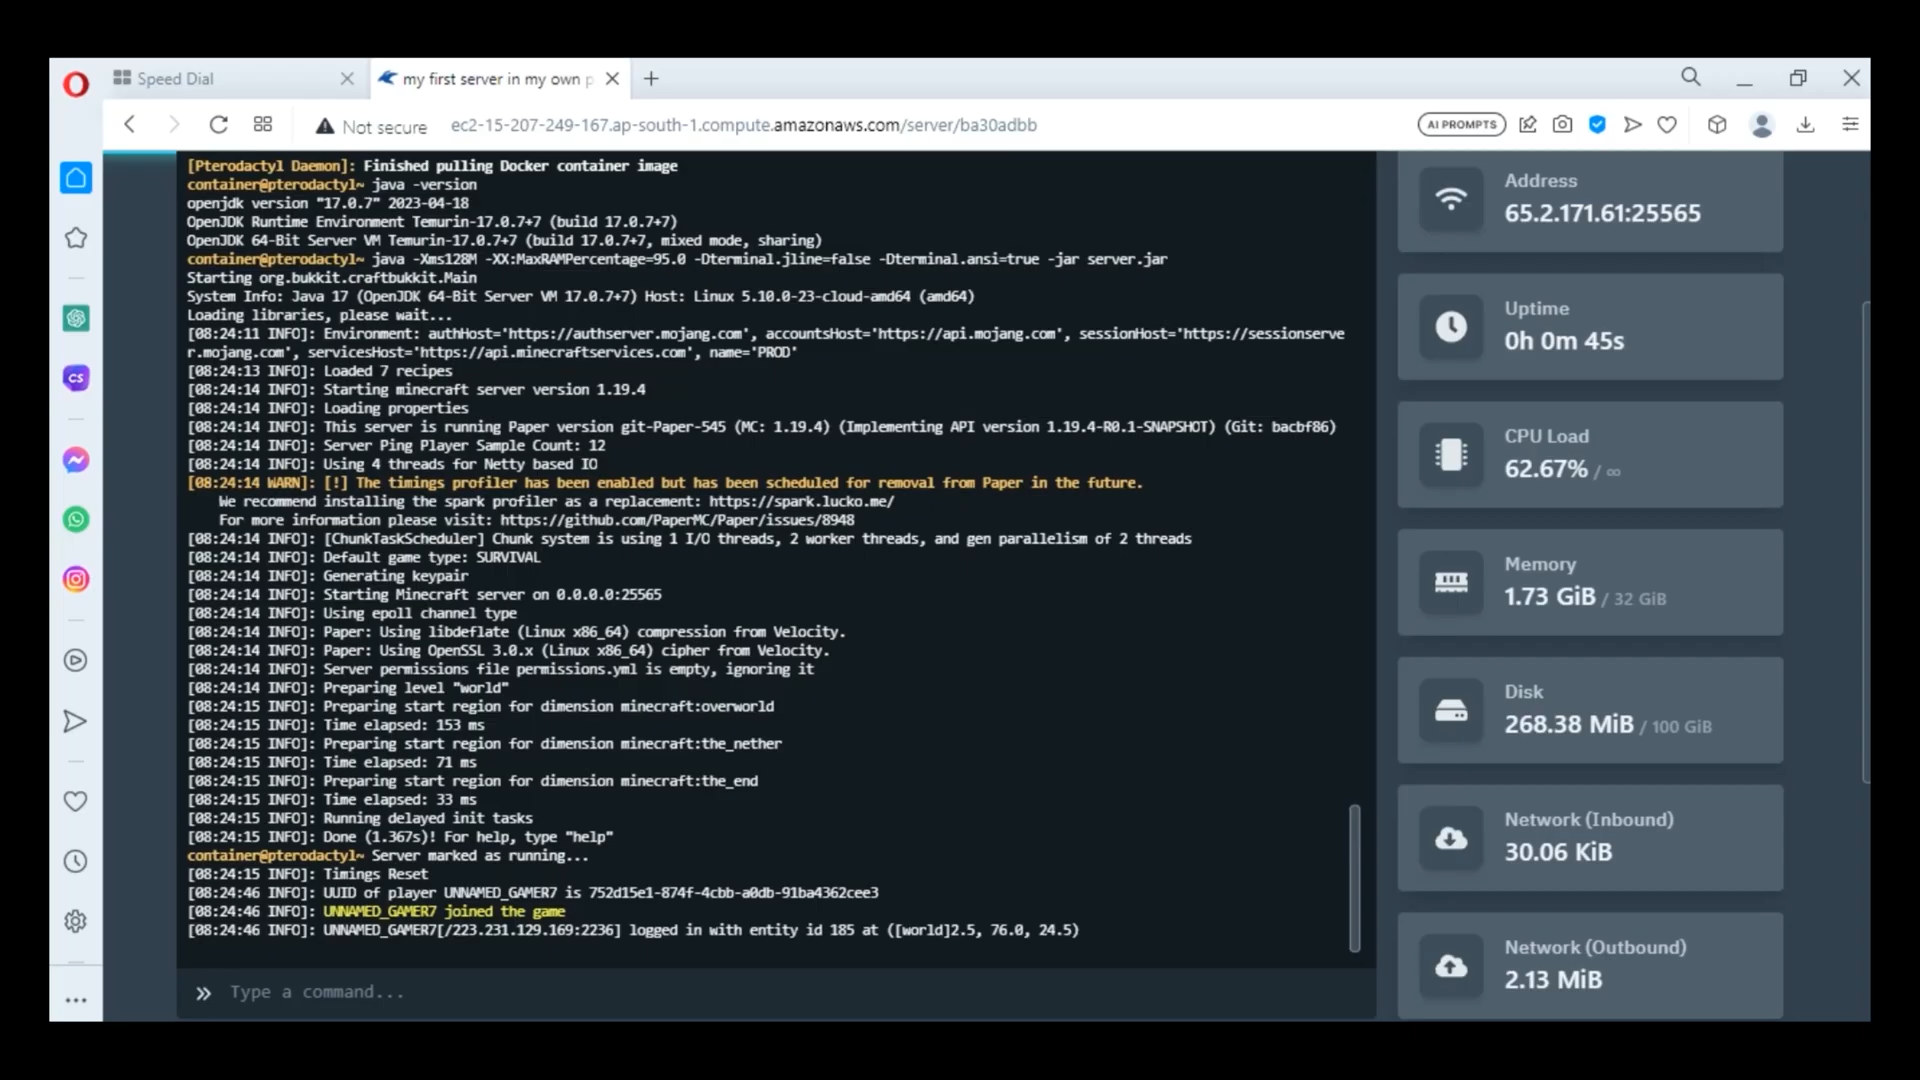 Speed Dial
my first server in my own p
Not secure
ec2-15-207-249-167.ap-south-1.compute.amazonaws.com/server/ba30adbb
AI PROMPTS
[Pterodactyl Daemon]: Finished pulling Docker container image
container@pterodactyl~ java -version
openjdk version "17.0.7" 2023-04-18
OpenJDK Runtime Environment Temurin-17.0.7+7 (build 17.0.7+7)
OpenJDK 64-Bit Server VM Temurin-17.0.7+7 (build 17.0.7+7, mixed mode, sharing)
container@pterodactyl~ java -Xms128M -XX:MaxRAMPercentage=95.0 -Dterminal.jline=false -Dterminal.ansi=true -jar server.jar
Starting org.bukkit.craftbukkit.Main
System Info: Java 17 (OpenJDK 64-Bit Server VM 17.0.7+7) Host: Linux 5.10.0-23-cloud-amd64 (amd64)
Loading libraries, please wait...
[08:24:11 INFO]: Environment: authHost='https://authserver.mojang.com', accountsHost='https://api.mojang.com', sessionHost='https://sessionserve
r.mojang.com', servicesHost='https://api.minecraftservices.com', name='PROD'
[08:24:13 INFO]: Loaded 7 recipes
[08:24:14 INFO]: Starting minecraft server version 1.19.4
[08:24:14 INFO]: Loading properties
[08:24:14 INFO]: This server is running Paper version git-Paper-545 (MC: 1.19.4) (Implementing API version 1.19.4-R0.1-SNAPSHOT) (Git: bacbf86)
[08:24:14 INFO]: Server Ping Player Sample Count: 12
[08:24:14 INFO]: Using 4 threads for Netty based IO
[08:24:14 WARN]: [!] The timings profiler has been enabled but has been scheduled for removal from Paper in the future.
We recommend installing the spark profiler as a replacement: https://spark.lucko.me/
For more information please visit: https://github.com/PaperMC/Paper/issues/8948
[08:24:14 INFO]: [ChunkTaskScheduler] Chunk system is using 1 I/O threads, 2 worker threads, and gen parallelism of 2 threads
[08:24:14 INFO]: Default game type: SURVIVAL
[08:24:14 INFO]: Generating keypair
[08:24:14 INFO]: Starting Minecraft server on 0.0.0.0:25565
[08:24:14 INFO]: Using epoll channel type
[08:24:14 INFO]: Paper: Using libdeflate (Linux x86_64) compression from Velocity.
[08:24:14 INFO]: Paper: Using OpenSSL 3.0.x (Linux x86_64) cipher from Velocity.
[08:24:14 INFO]: Server permissions file permissions.yml is empty, ignoring it
[08:24:14 INFO]: Preparing level "world"
[08:24:15 INFO]: Preparing start region for dimension minecraft:overworld
[08:24:15 INFO]: Time elapsed: 153 ms
[08:24:15 INFO]: Preparing start region for dimension minecraft:the_nether
[08:24:15 INFO]: Time elapsed: 71 ms
[08:24:15 INFO]: Preparing start region for dimension minecraft:the_end
[08:24:15 INFO]: Time elapsed: 33 ms
[08:24:15 INFO]: Running delayed init tasks
[08:24:15 INFO]: Done (1.367s)! For help, type "help"
container@pterodactyl~ Server marked as running...
[08:24:15 INFO]: Timings Reset
[08:24:46 INFO]: UUID of player UNNAMED_GAMER7 is 752d15e1-874f-4cbb-a0db-91ba4362cee3
[08:24:46 INFO]: UNNAMED_GAMER7 joined the game
[08:24:46 INFO]: UNNAMED_GAMER7[/223.231.129.169:2236] logged in with entity id 185 at ([world]2.5, 76.0, 24.5)
» Type a command...
Address
65.2.171.61:25565
Uptime
0h 0m 45s
CPU Load
62.67% / ∞
Memory
1.73 GiB / 32 GiB
Disk
268.38 MiB / 100 GiB
Network (Inbound)
30.06 KiB
Network (Outbound)
2.13 MiB
CS